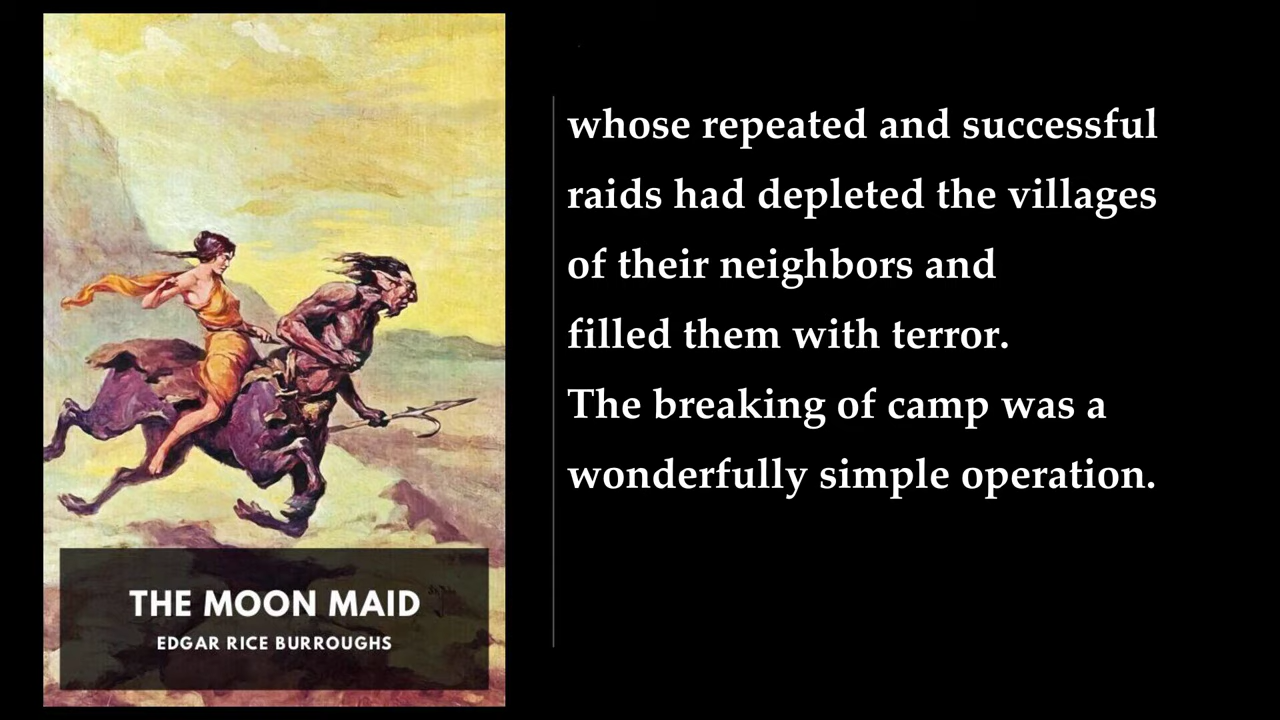 THE MOON MAID
EDGAR RICE BURROUGHS
whose repeated and successful
raids had depleted the villages
of their neighbors and
filled them with terror.
The breaking of camp was a
wonderfully simple operation.